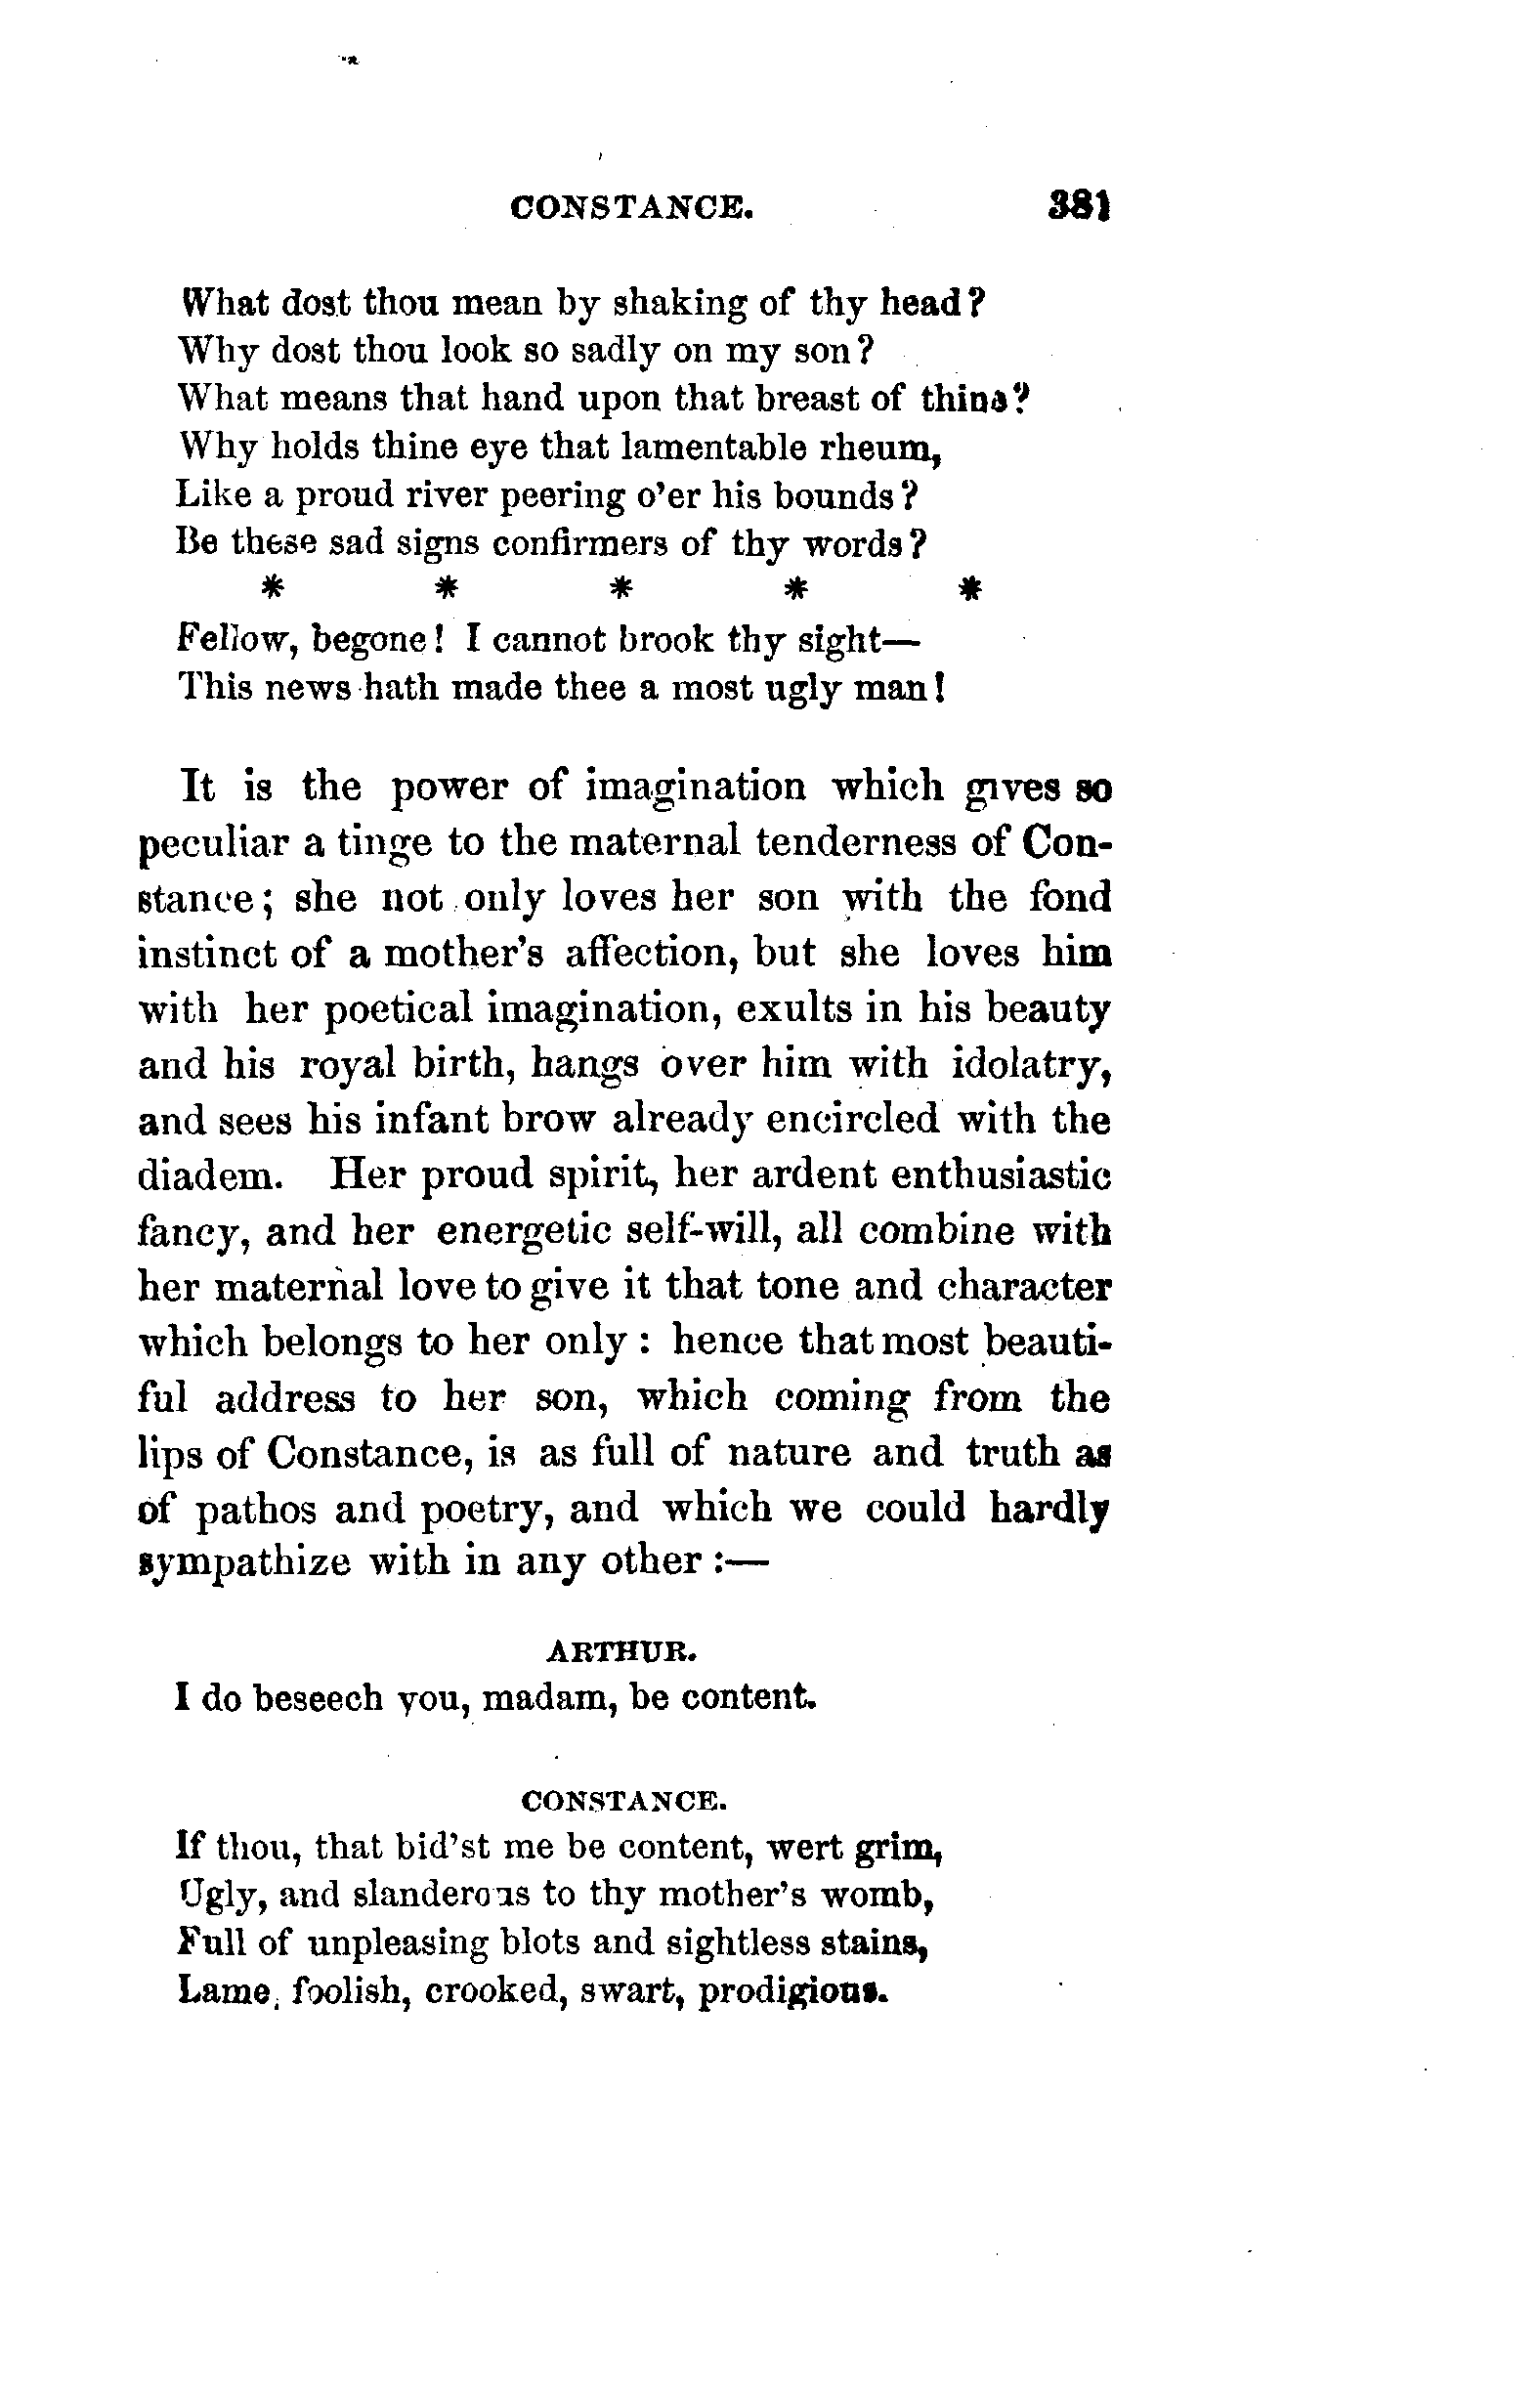 CONSTANCE. 381
What dost thou mean by shaking of thy head?
Why dost thou look so sadly on my son?
What means that hand upon that breast of thine?
Why holds thine eye that lamentable rheum,
Like a proud river peering o'er his bounds?
Be these sad signs confirmers of thy words?
* * * * *
Fellow, begone! I cannot brook thy sight—
This news hath made thee a most ugly man!
It is the power of imagination which gives so
peculiar a tinge to the maternal tenderness of Con-
stance; she not only loves her son with the fond
instinct of a mother's affection, but she loves him
with her poetical imagination, exults in his beauty
and his royal birth, hangs over him with idolatry,
and sees his infant brow already encircled with the
diadem. Her proud spirit, her ardent enthusiastic
fancy, and her energetic self-will, all combine with
her maternal love to give it that tone and character
which belongs to her only: hence that most beauti-
ful address to her son, which coming from the
lips of Constance, is as full of nature and truth as
of pathos and poetry, and which we could hardly
sympathize with in any other:—
ARTHUR.
I do beseech you, madam, be content.
CONSTANCE.
If thou, that bid'st me be content, wert grim,
Ugly, and slanderous to thy mother's womb,
Full of unpleasing blots and sightless stains,
Lame, foolish, crooked, swart, prodigious.